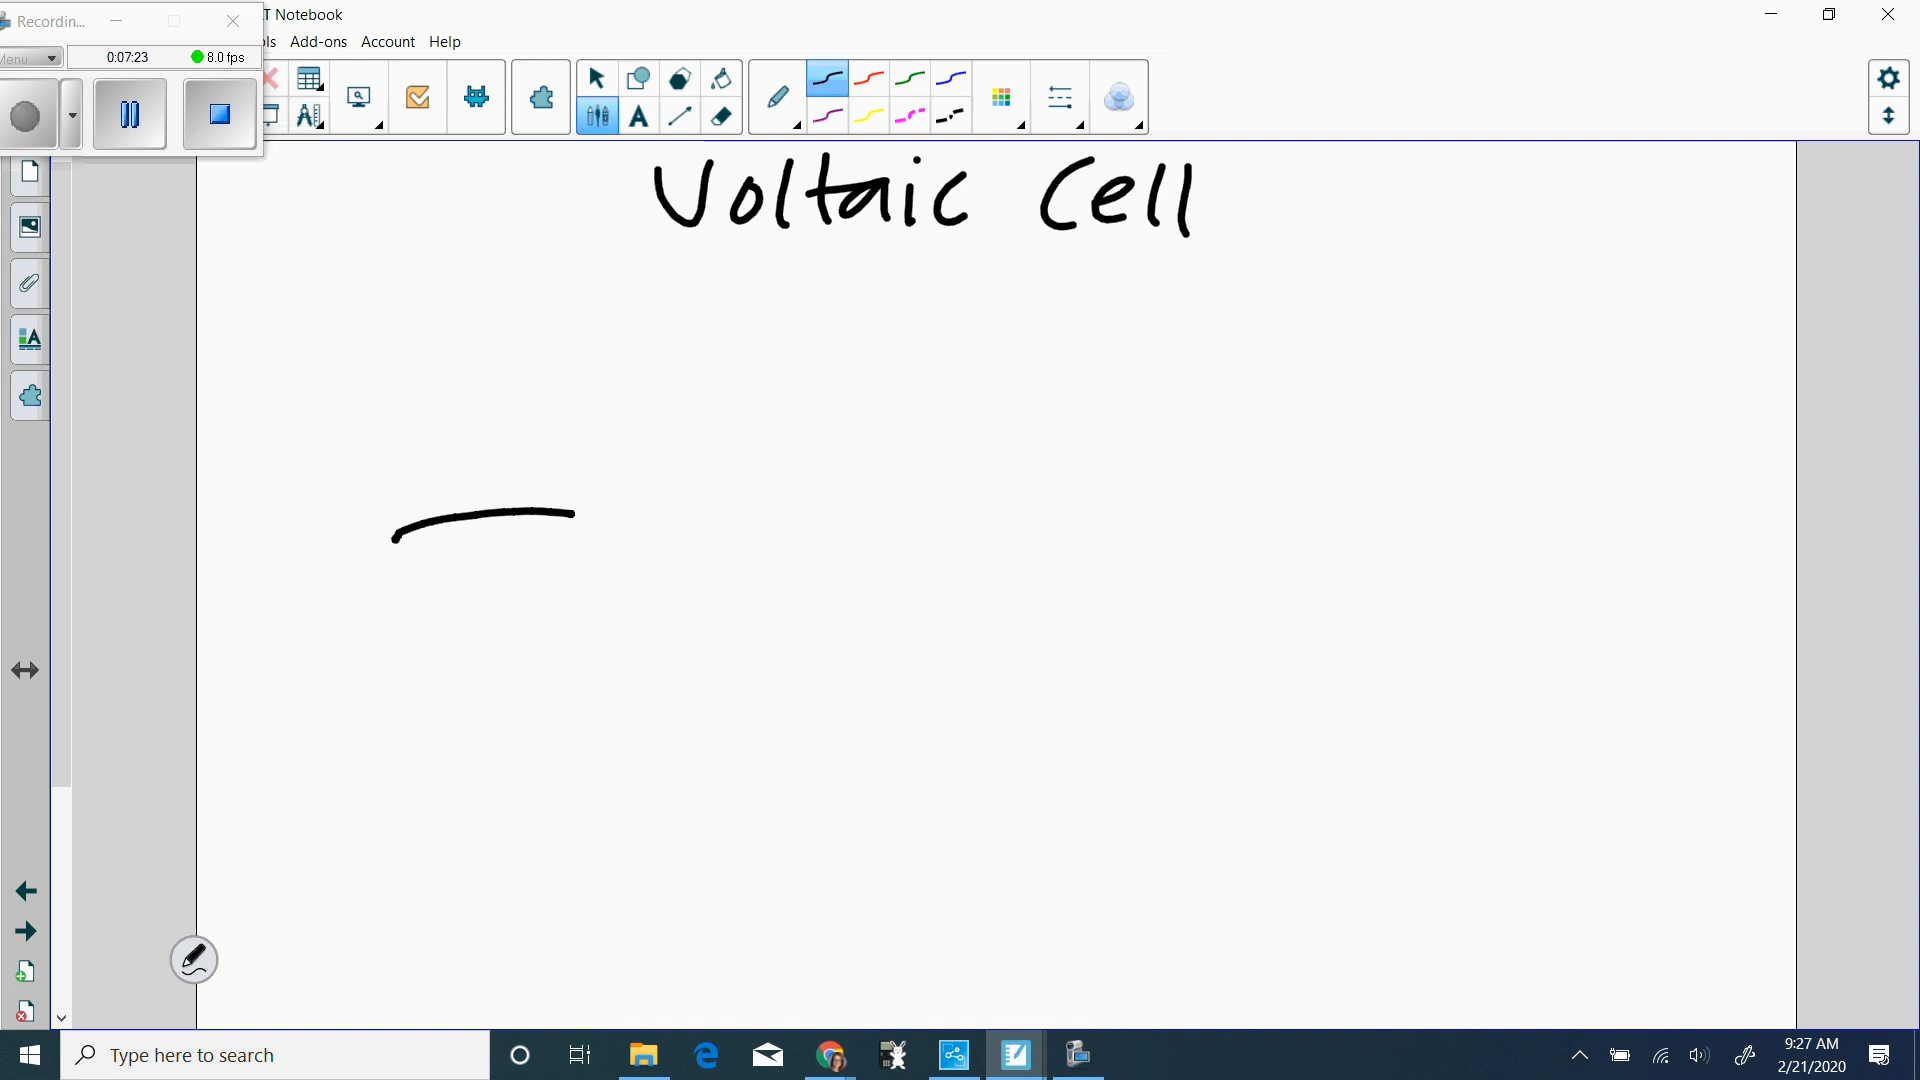 Recordin...
T Notebook
Menu
0:07:23
8.0 fps
ls Add-ons Account Help
A
Voltaic Cell
A
Type here to search
9:27 AM
2/21/2020